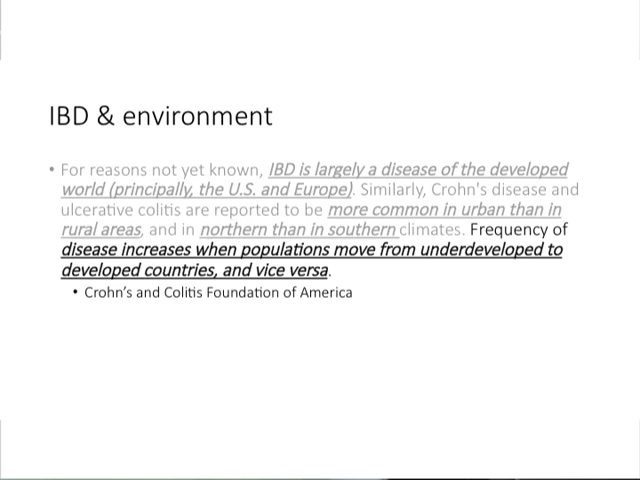 IBD & environment
• For reasons not yet known, IBD is largely a disease of the developed
world (principally, the U.S. and Europe). Similarly, Crohn's disease and
ulcerative colitis are reported to be more common in urban than in
rural areas, and in northern than in southern climates. Frequency of
disease increases when populations move from underdeveloped to
developed countries, and vice versa.
• Crohn's and Colitis Foundation of America